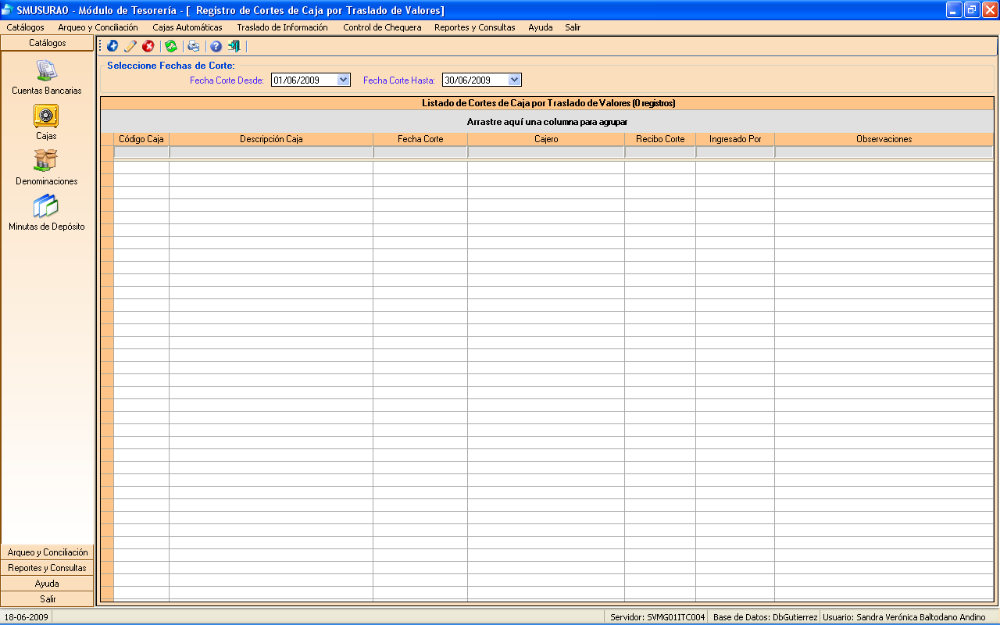 SMUSURA0 - Módulo de Tesorería - [ Registro de Cortes de Caja por Traslado de Valores]
Catálogos Arqueo y Conciliación Cajas Automáticas Traslado de Información Control de Chequera Reportes y Consultas Ayuda Salir
Catálogos
Cuentas Bancarias
Cajas
Denominaciones
Minutas de Depósito
Arqueo y Conciliación
Reportes y Consultas
Ayuda
Salir
Seleccione Fechas de Corte:
Fecha Corte Desde: 01/06/2009 Fecha Corte Hasta: 30/06/2009
Listado de Cortes de Caja por Traslado de Valores (0 registros)
Arrastre aquí una columna para agrupar
Código Caja Descripción Caja Fecha Corte Cajero Recibo Corte Ingresado Por Observaciones
18-06-2009 Servidor: SVMG01ITC004 Base de Datos: DbGutierrez Usuario: Sandra Verónica Baltodano Andino